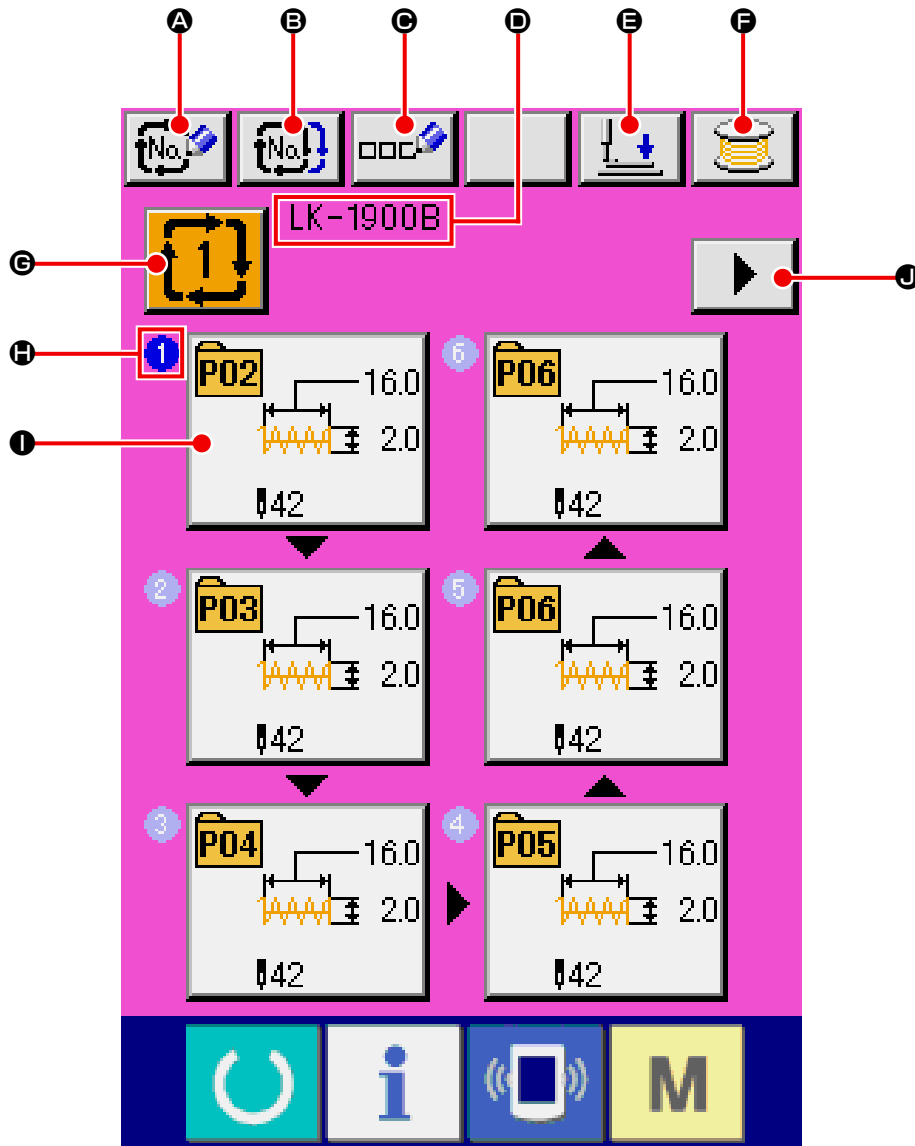 A B C D E F
No. No.
LK-1900B
G 1 J
H 1 P02 16.0 6 P06 16.0
I 2.0 2.0
42 42
2 P03 16.0 5 P06 16.0
2.0 2.0
42 42
3 P04 16.0 4 P05 16.0
2.0 2.0
42 42
i M